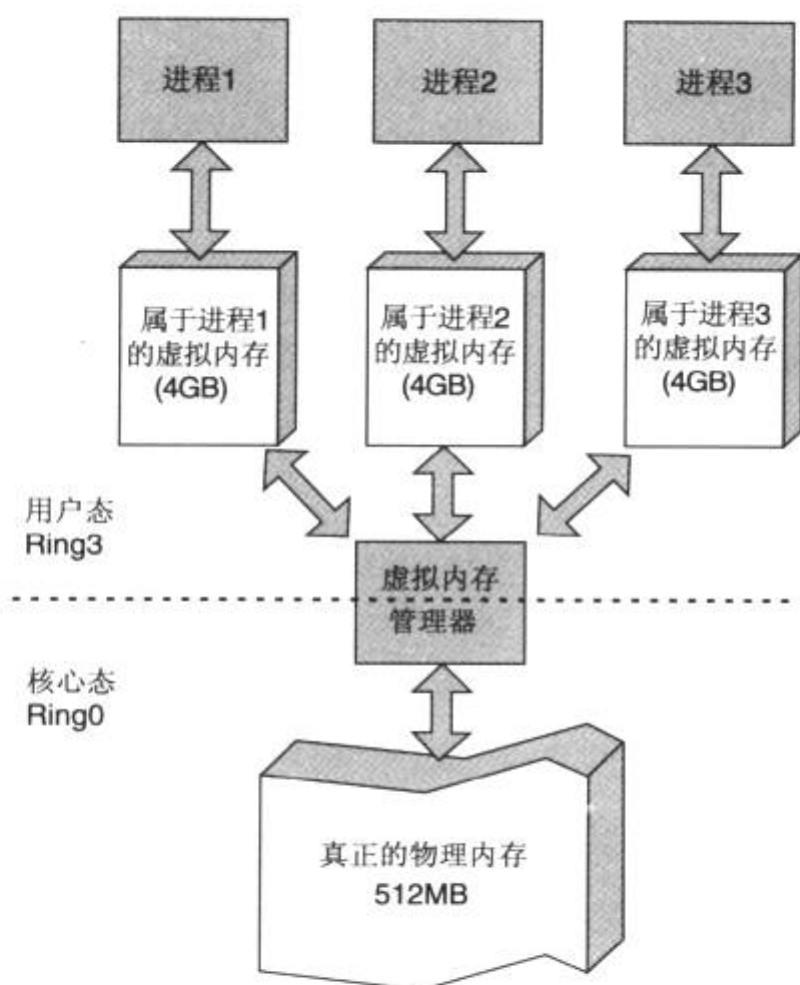 进程1
进程2
进程3
属于进程1
的虚拟内存
(4GB)
属于进程2
的虚拟内存
(4GB)
属于进程3
的虚拟内存
(4GB)
用户态
Ring3
虚拟内存
管理器
核心态
Ring0
真正的物理内存
512MB